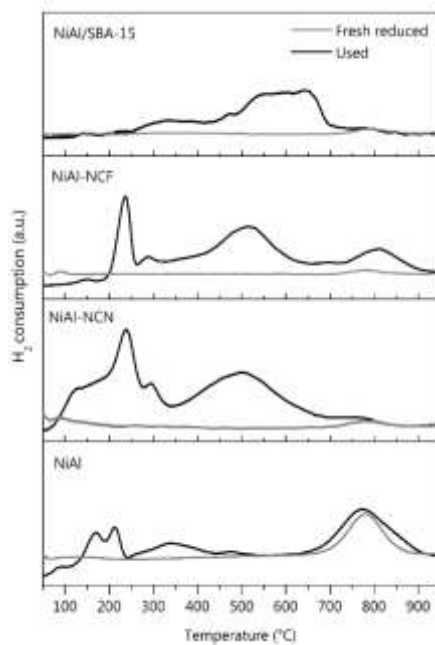 NiAl/SBA-15
Fresh reduced
Used
NiAl-NCF
NiAl-NCN
NiAl
H2 consumption (a.u.)
100 200 300 400 500 600 700 800 900
Temperature (°C)